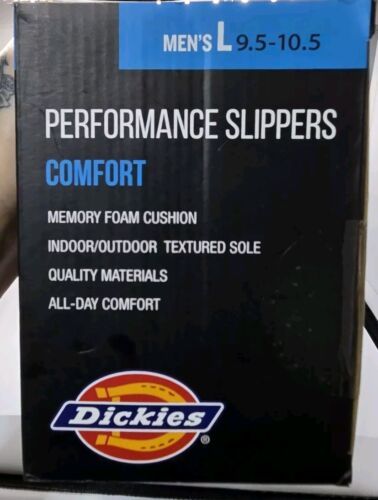 MEN'S L 9.5-10.5
PERFORMANCE SLIPPERS
COMFORT
MEMORY FOAM CUSHION
INDOOR/OUTDOOR TEXTURED SOLE
QUALITY MATERIALS
ALL-DAY COMFORT
Dickies ®